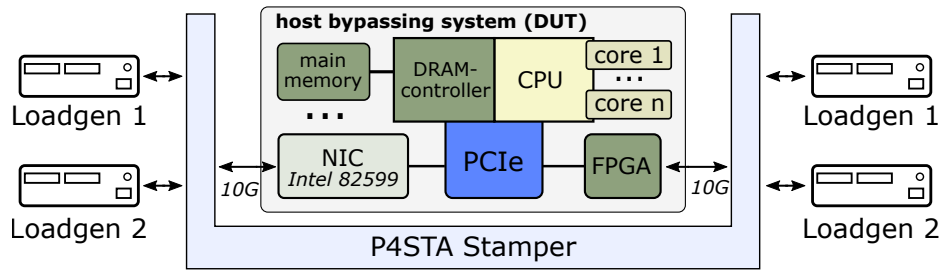 host bypassing system (DUT)
main
memory
DRAM-
controller
CPU
core 1
...
core n
...
Loadgen 1
Loadgen 1
NIC
Intel 82599
PCIe
FPGA
10G
10G
Loadgen 2
Loadgen 2
P4STA Stamper